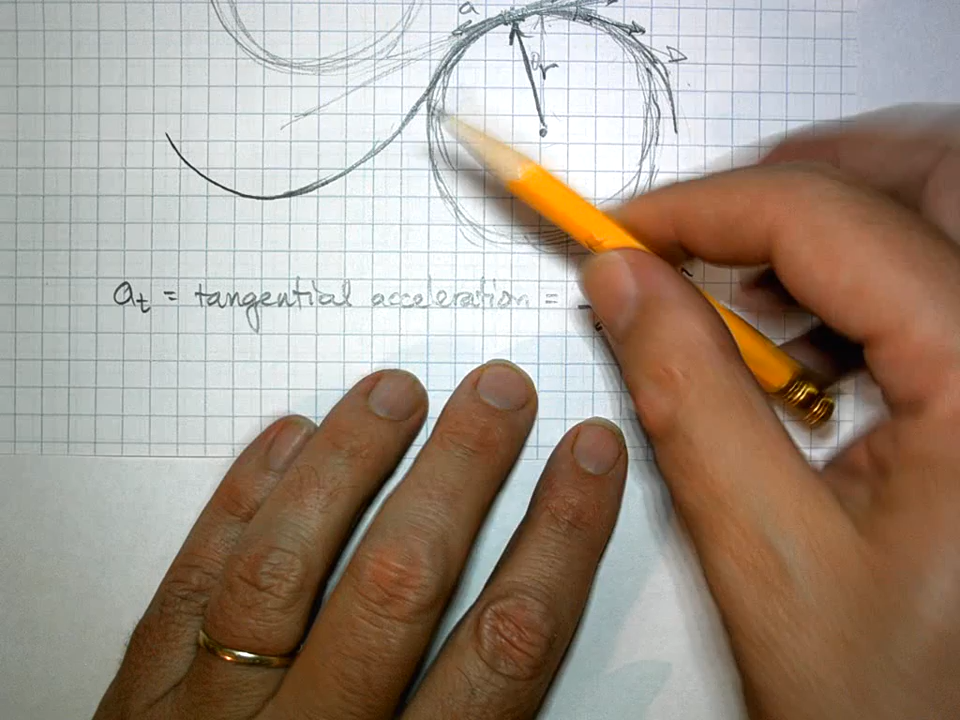 a
r
a_t = tangential acceleration =